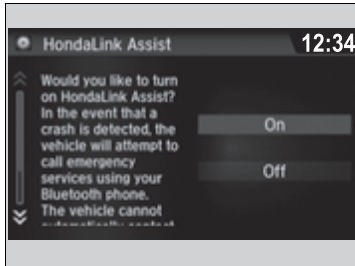 HondaLink Assist
12:34
Would you like to turn
on HondaLink Assist?
In the event that a
crash is detected, the
vehicle will attempt to
call emergency
services using your
Bluetooth phone.
The vehicle cannot
On
Off